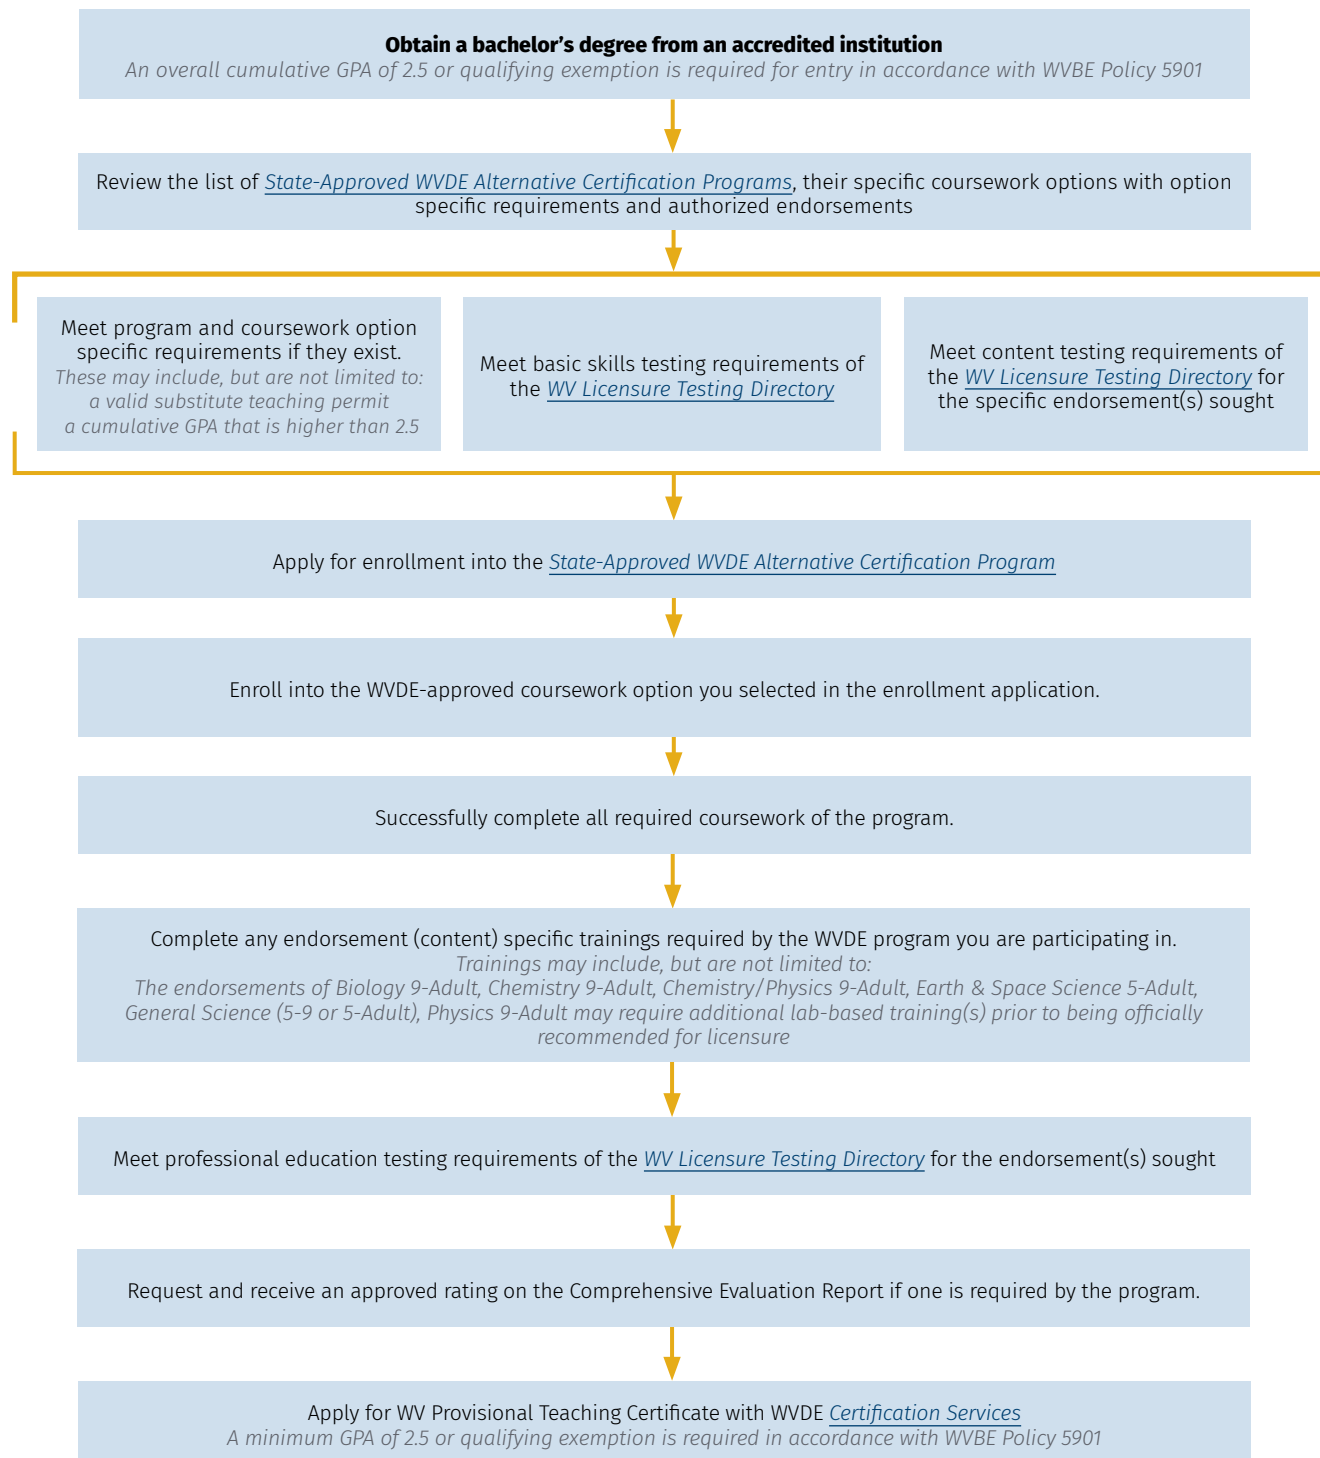 Obtain a bachelor’s degree from an accredited institution
An overall cumulative GPA of 2.5 or qualifying exemption is required for entry in accordance with WVBE Policy 5901
Review the list of State-Approved WVDE Alternative Certification Programs, their specific coursework options with option
specific requirements and authorized endorsements
Meet program and coursework option
specific requirements if they exist.
These may include, but are not limited to:
a valid substitute teaching permit
a cumulative GPA that is higher than 2.5
Meet basic skills testing requirements of
the WV Licensure Testing Directory
Meet content testing requirements of
the WV Licensure Testing Directory for
the specific endorsement(s) sought
Apply for enrollment into the State-Approved WVDE Alternative Certification Program
Enroll into the WVDE-approved coursework option you selected in the enrollment application.
Successfully complete all required coursework of the program.
Complete any endorsement (content) specific trainings required by the WVDE program you are participating in.
Trainings may include, but are not limited to:
The endorsements of Biology 9-Adult, Chemistry 9-Adult, Chemistry/Physics 9-Adult, Earth & Space Science 5-Adult,
General Science (5-9 or 5-Adult), Physics 9-Adult may require additional lab-based training(s) prior to being officially
recommended for licensure
Meet professional education testing requirements of the WV Licensure Testing Directory for the endorsement(s) sought
Request and receive an approved rating on the Comprehensive Evaluation Report if one is required by the program.
Apply for WV Provisional Teaching Certificate with WVDE Certification Services
A minimum GPA of 2.5 or qualifying exemption is required in accordance with WVBE Policy 5901